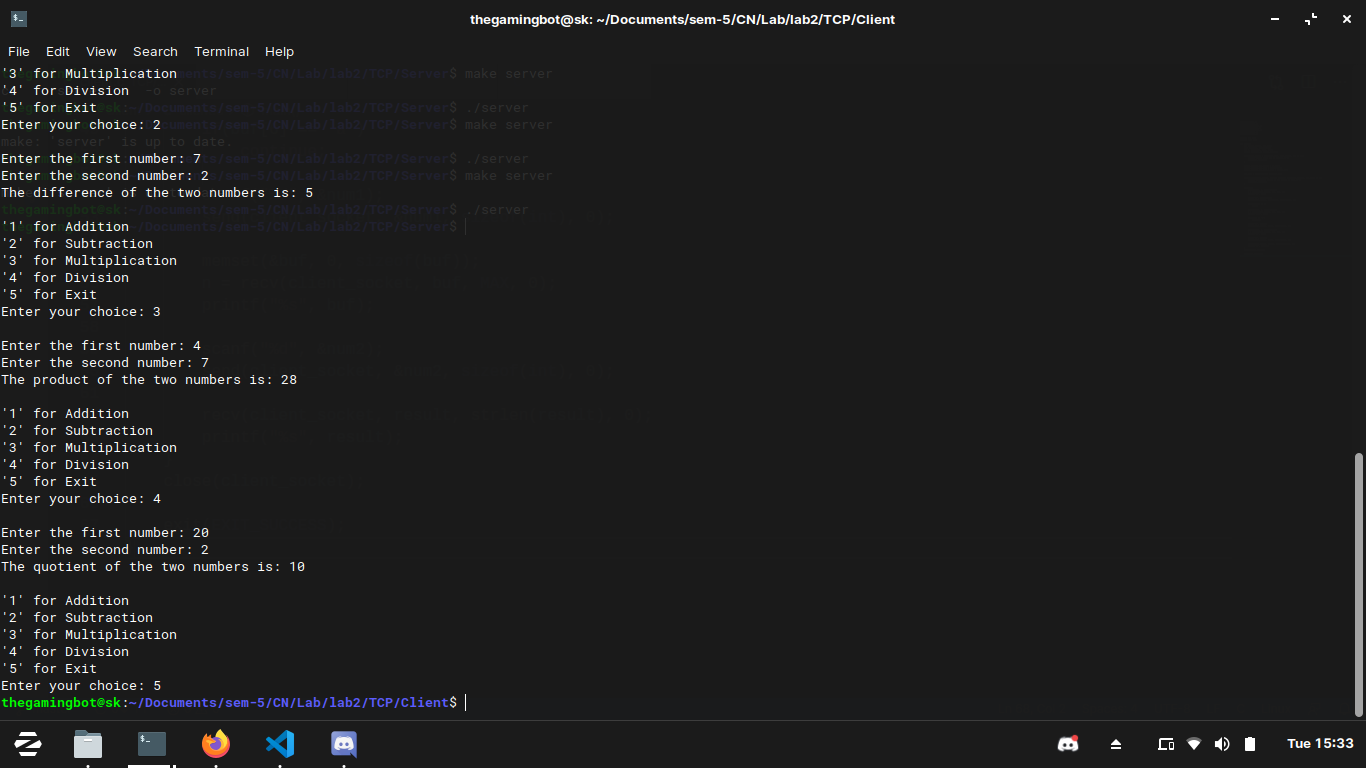 thegamingbot@sk: ~/Documents/sem-5/CN/Lab/lab2/TCP/Client
File Edit View Search Terminal Help
'3' for Multiplication
'4' for Division
'5' for Exit
Enter your choice: 2
Enter the first number: 7
Enter the second number: 2
The difference of the two numbers is: 5
'1' for Addition
'2' for Subtraction
'3' for Multiplication
'4' for Division
'5' for Exit
Enter your choice: 3
Enter the first number: 4
Enter the second number: 7
The product of the two numbers is: 28
'1' for Addition
'2' for Subtraction
'3' for Multiplication
'4' for Division
'5' for Exit
Enter your choice: 4
Enter the first number: 20
Enter the second number: 2
The quotient of the two numbers is: 10
'1' for Addition
'2' for Subtraction
'3' for Multiplication
'4' for Division
'5' for Exit
Enter your choice: 5
thegamingbot@sk:~/Documents/sem-5/CN/Lab/lab2/TCP/Client$
Tue 15:33